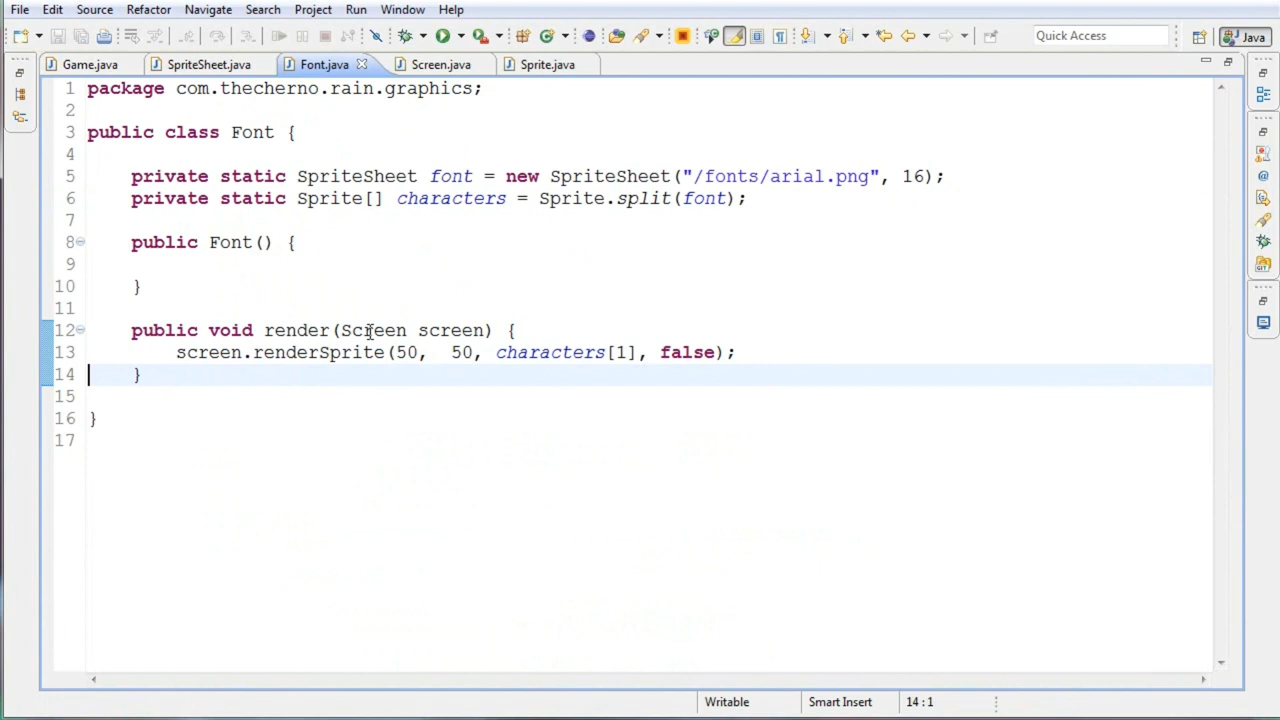 File Edit Source Refactor Navigate Search Project Run Window Help
Quick Access Java
Game.java SpriteSheet.java Font.java Screen.java Sprite.java
1 package com.thecherno.rain.graphics;
2
3 public class Font {
4
5 private static SpriteSheet font = new SpriteSheet("/fonts/arial.png", 16);
6 private static Sprite[] characters = Sprite.split(font);
7
8 public Font() {
9
10 }
11
12 public void render(Screen screen) {
13 screen.renderSprite(50,  50, characters[1], false);
14 }
15
16 }
17
Writable Smart Insert 14 : 1